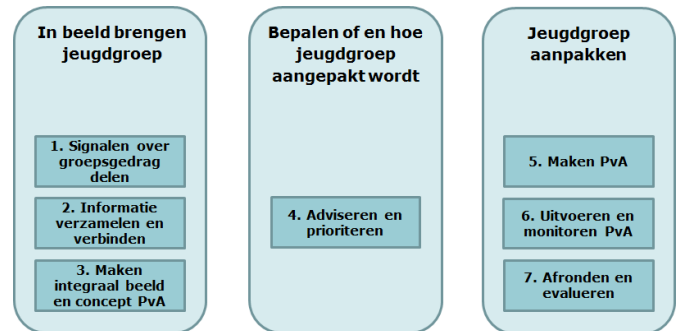 In beeld brengen
jeugdgroep
1. Signalen over
groepsgedrag
delen
2. Informatie
verzamelen en
verbinden
3. Maken
integraal beeld
en concept PvA
Bepalen of en hoe
jeugdgroep
aangepakt wordt
4. Adviseren en
prioriteren
Jeugdgroep
aanpakken
5. Maken PvA
6. Uitvoeren en
monitoren PvA
7. Afronden en
evalueren